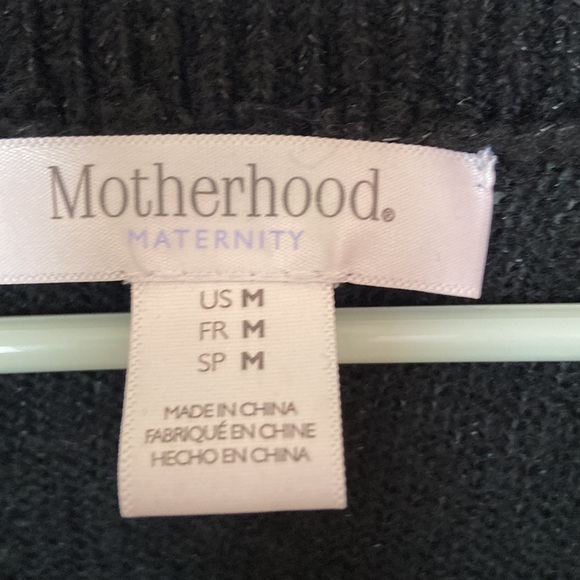 Motherhood®
MATERNITY
US M
FR M
SP M
MADE IN CHINA
FABRIQUÉ EN CHINE
HECHO EN CHINA